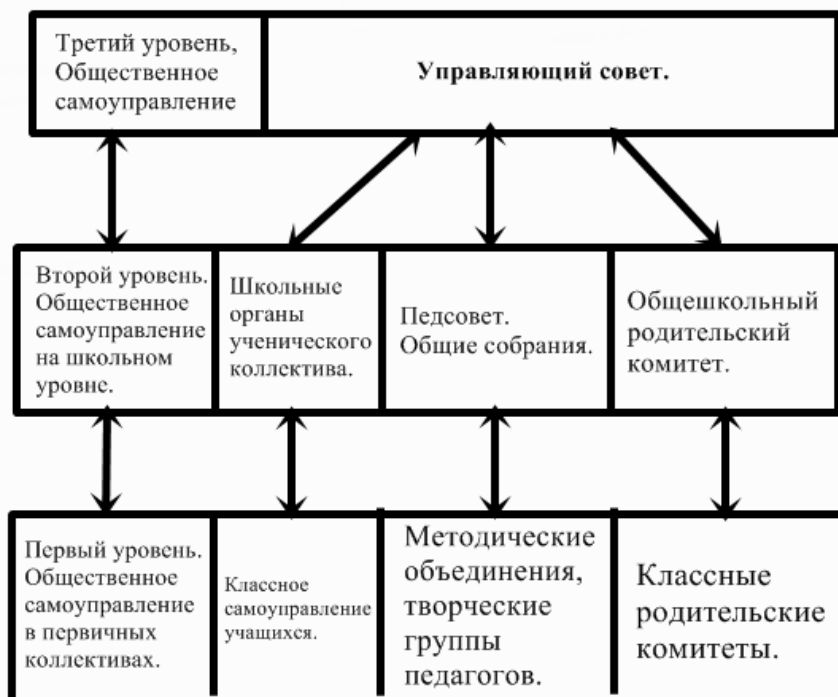 Третий уровень,
Общественное
самоуправление
Управляющий совет.
Второй уровень.
Общественное
самоуправление
на школьном
уровне.
Школьные
органы
ученического
коллектива.
Педсовет.
Общие собрания.
Общешкольный
родительский
комитет.
Первый уровень.
Общественное
самоуправление
в первичных
коллективах.
Классное
самоуправление
учащихся.
Методические
объединения,
творческие
группы
педагогов.
Классные
родительские
комитеты.